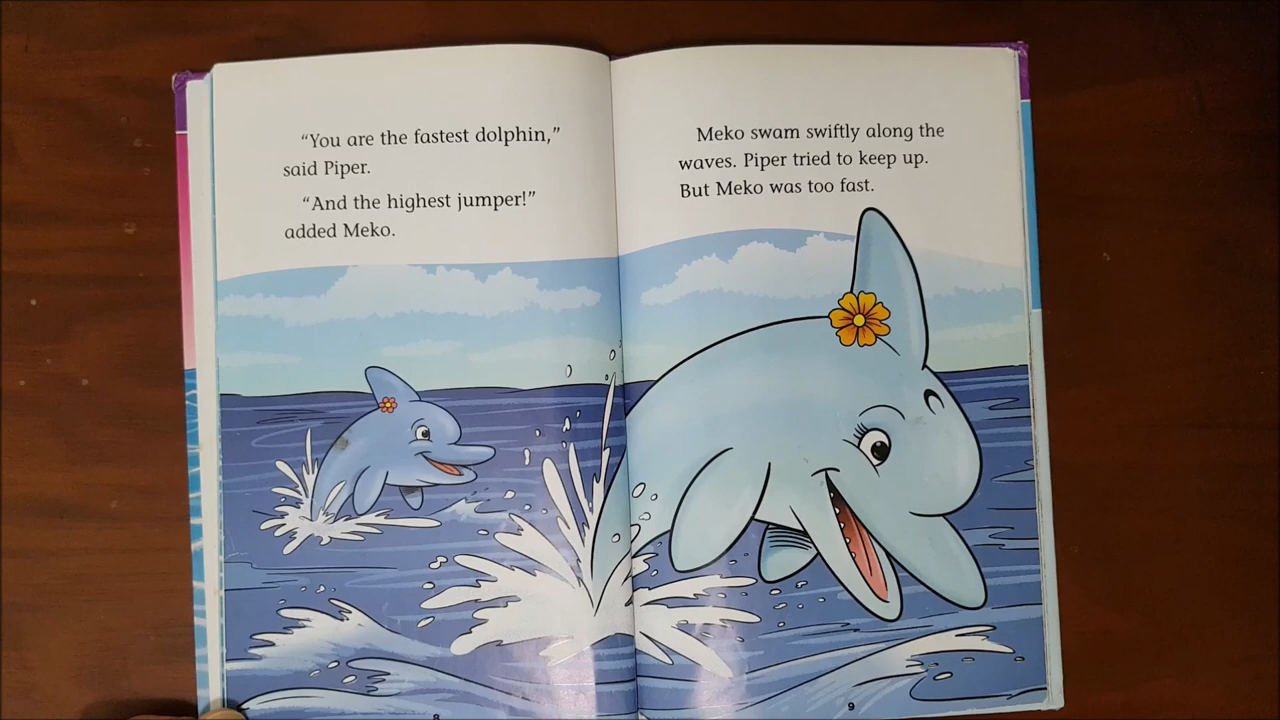 “You are the fastest dolphin,”
said Piper.
“And the highest jumper!”
added Meko.
8
Meko swam swiftly along the
waves. Piper tried to keep up.
But Meko was too fast.
9